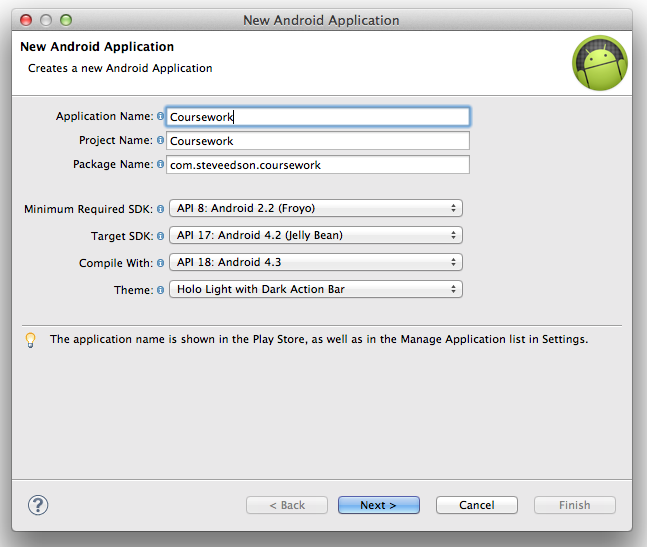 New Android Application
New Android Application
Creates a new Android Application
Application Name: Coursework
Project Name: Coursework
Package Name: com.steveedson.coursework
Minimum Required SDK: API 8: Android 2.2 (Froyo)
Target SDK: API 17: Android 4.2 (Jelly Bean)
Compile With: API 18: Android 4.3
Theme: Holo Light with Dark Action Bar
The application name is shown in the Play Store, as well as in the Manage Application list in Settings.
? < Back Next > Cancel Finish